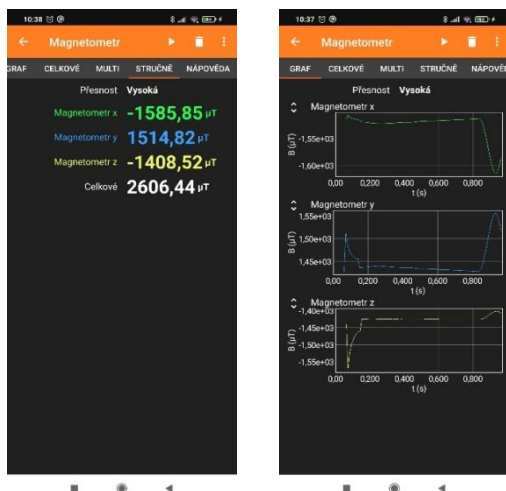 10:38
Magnetometr
GRAF CELKOVÉ MULTI STRUČNĚ NÁPOVĚDA
Přesnost Vysoká
Magnetometr x -1585,85 µT
Magnetometr y 1514,82 µT
Magnetometr z -1408,52 µT
Celkové 2606,44 µT
10:37
Magnetometr
GRAF CELKOVÉ MULTI STRUČNĚ NÁPOVĚ
Přesnost Vysoká
Magnetometr x
B (µT)
-1,55e+03
-1,60e+03
0,00 0,200 0,400 0,600 0,800
t (s)
Magnetometr y
B (µT)
1,55e+03
1,50e+03
1,45e+03
0,00 0,200 0,400 0,600 0,800
t (s)
Magnetometr z
B (µT)
-1,40e+03
-1,45e+03
-1,50e+03
-1,55e+03
0,00 0,200 0,400 0,600 0,800
t (s)